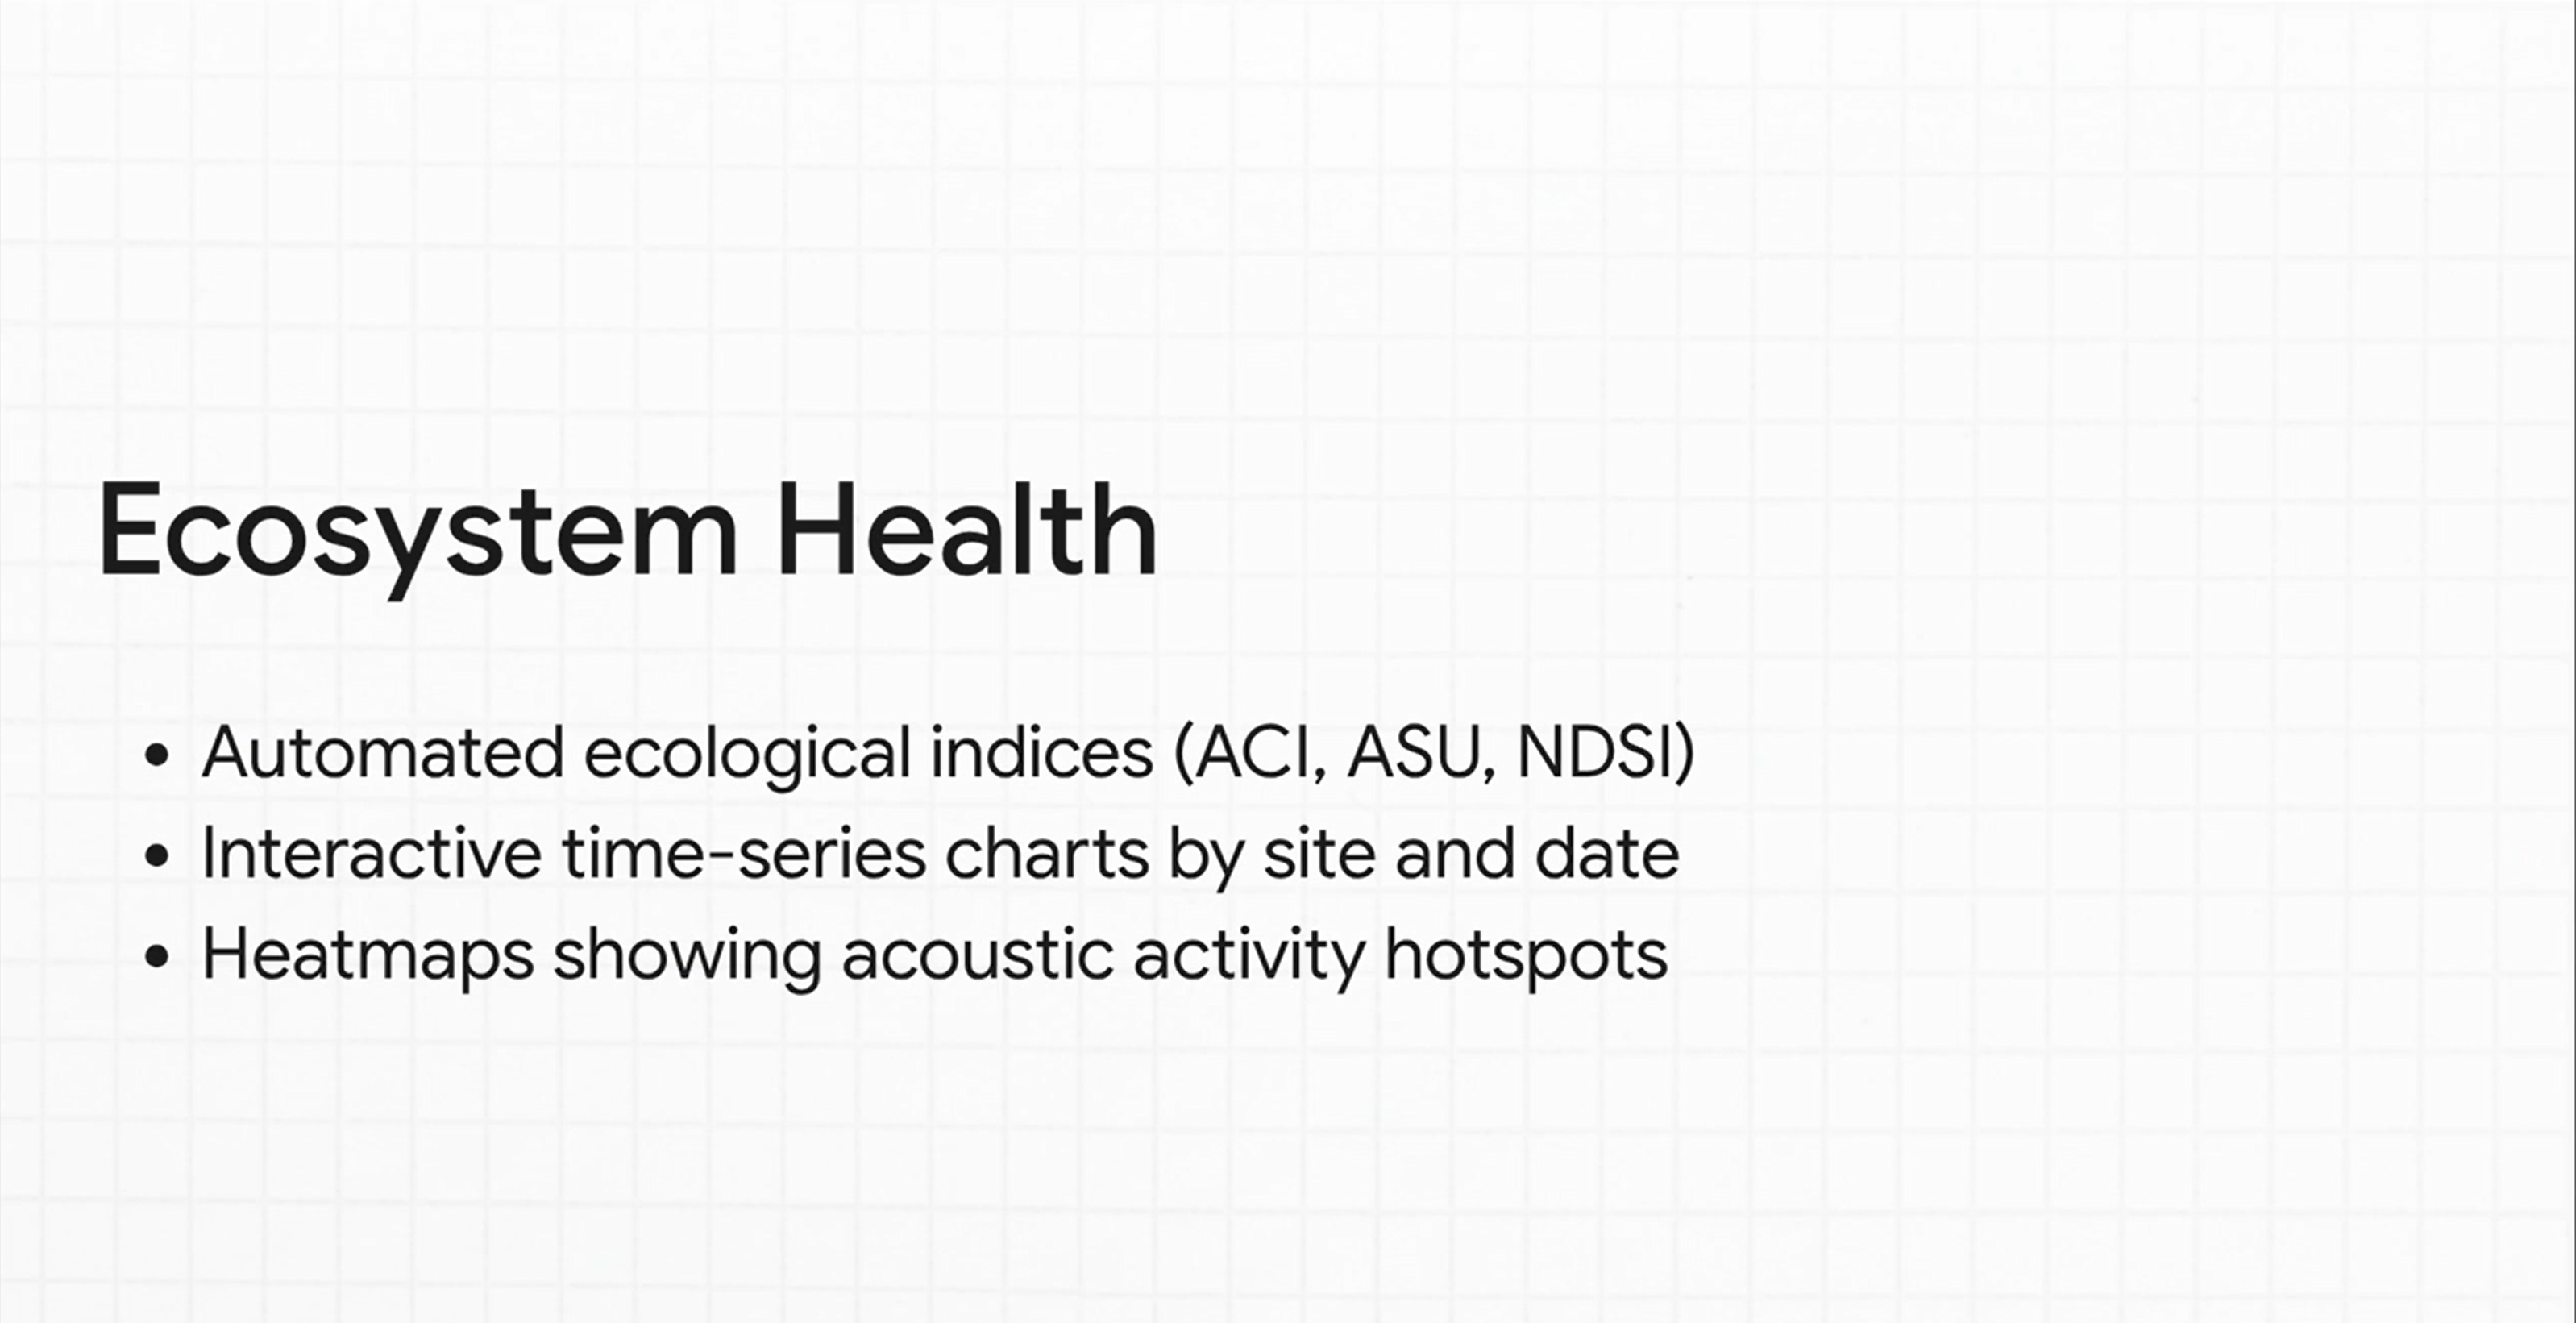 Ecosystem Health
• Automated ecological indices (ACI, ASU, NDSI)
• Interactive time-series charts by site and date
• Heatmaps showing acoustic activity hotspots